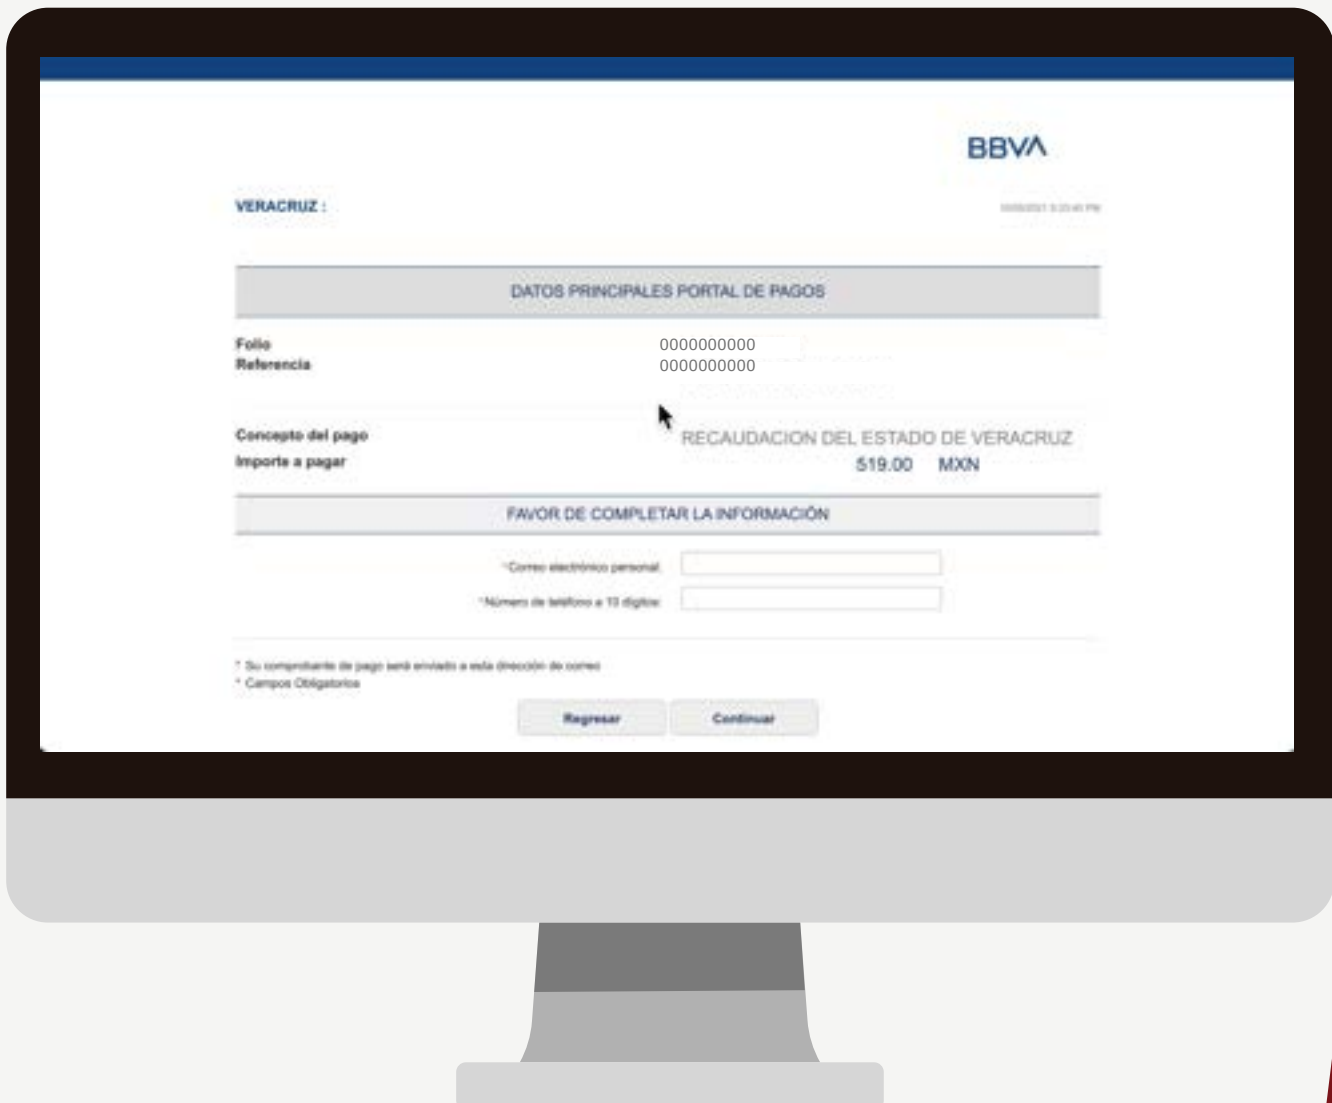 BBVA
VERACRUZ :
DATOS PRINCIPALES PORTAL DE PAGOS
Folio 0000000000
Referencia 0000000000
Concepto del pago RECAUDACION DEL ESTADO DE VERACRUZ
Importe a pagar 519.00 MXN
FAVOR DE COMPLETAR LA INFORMACIÓN
*Correo electrónico personal:
*Número de teléfono a 10 dígitos:
* Su comprobante de pago será enviado a esta dirección de correo
* Campos Obligatorios
Regresar Continuar